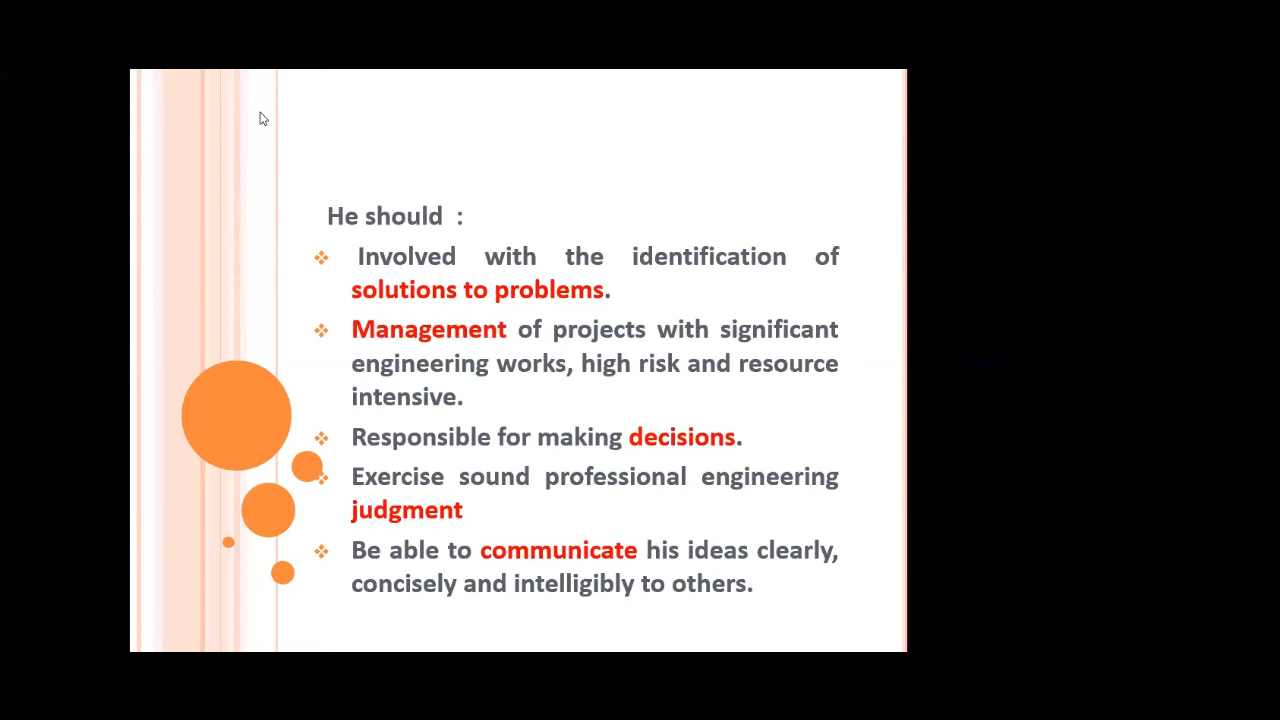 He should :
Involved with the identification of
solutions to problems.
Management of projects with significant
engineering works, high risk and resource
intensive.
Responsible for making decisions.
Exercise sound professional engineering
judgment
Be able to communicate his ideas clearly,
concisely and intelligibly to others.